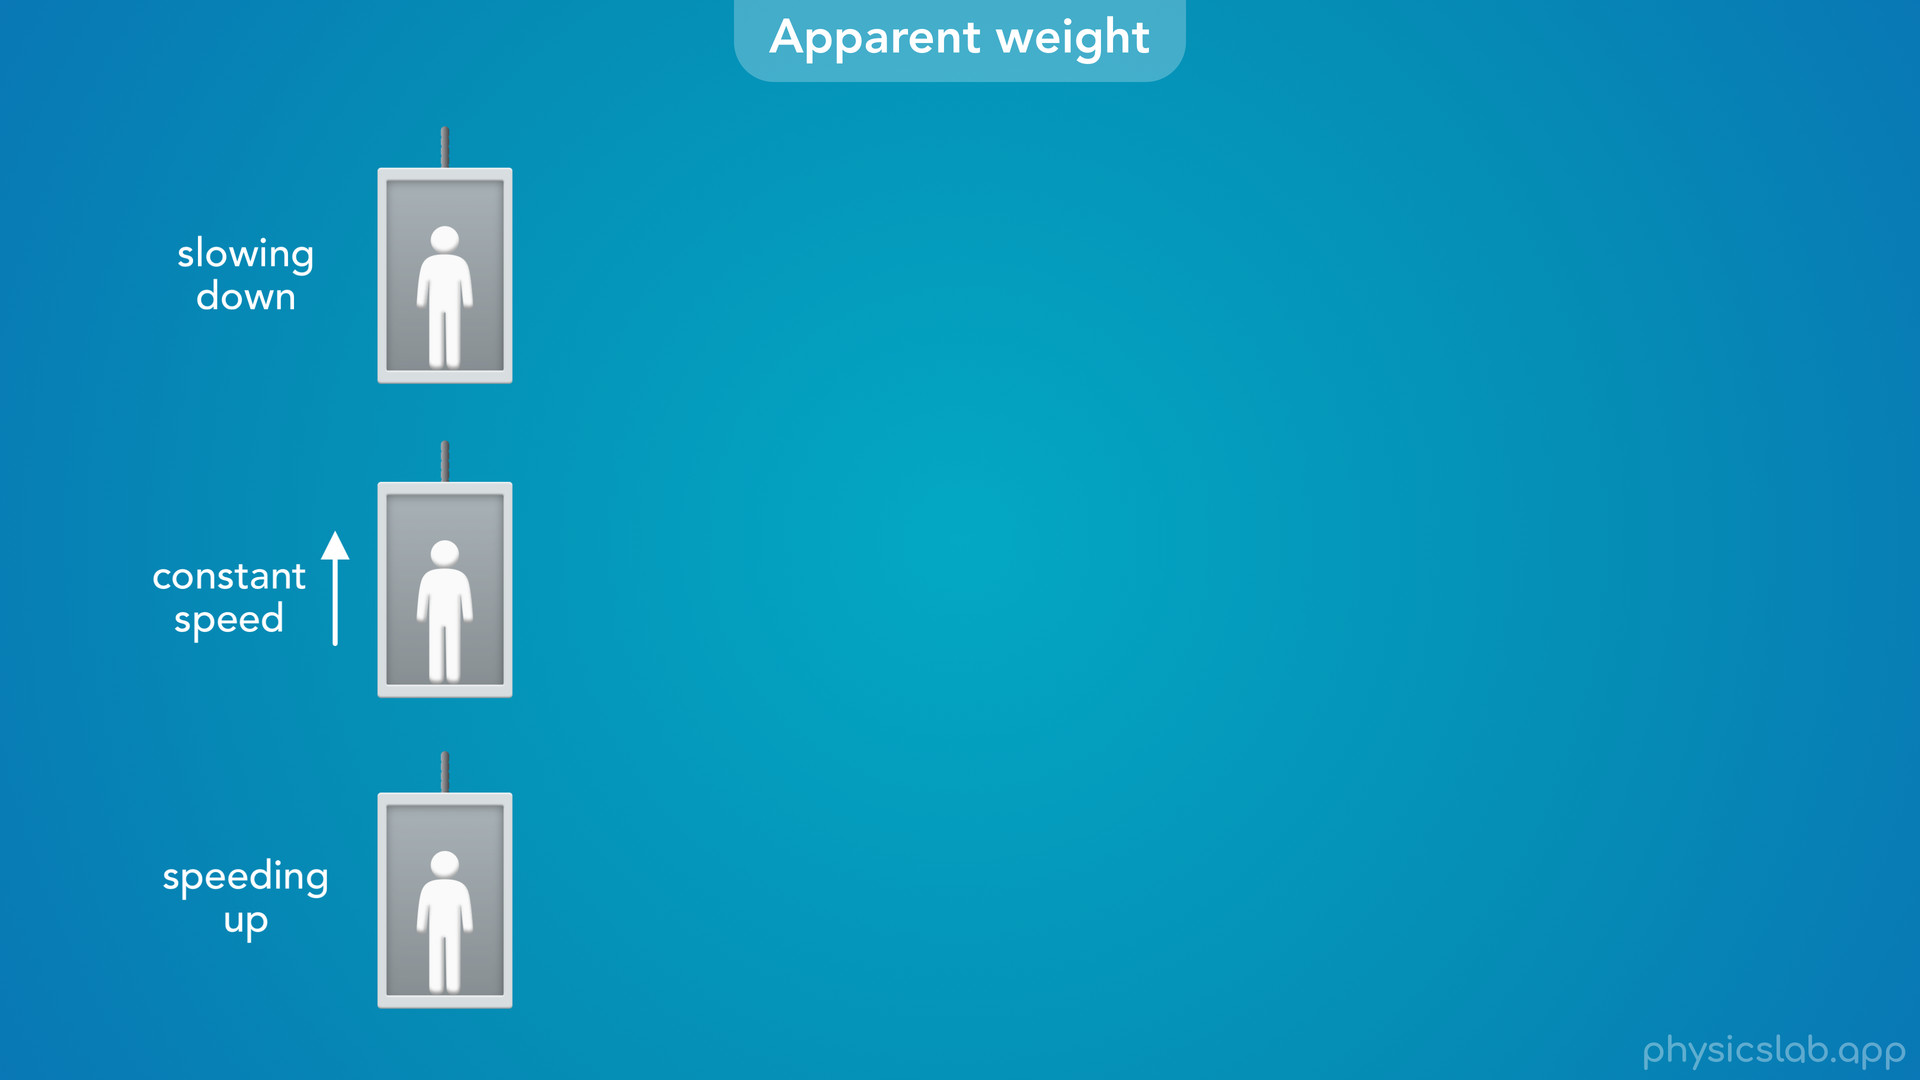 Apparent weight
slowing
down
constant
speed
speeding
up
physicslab.app